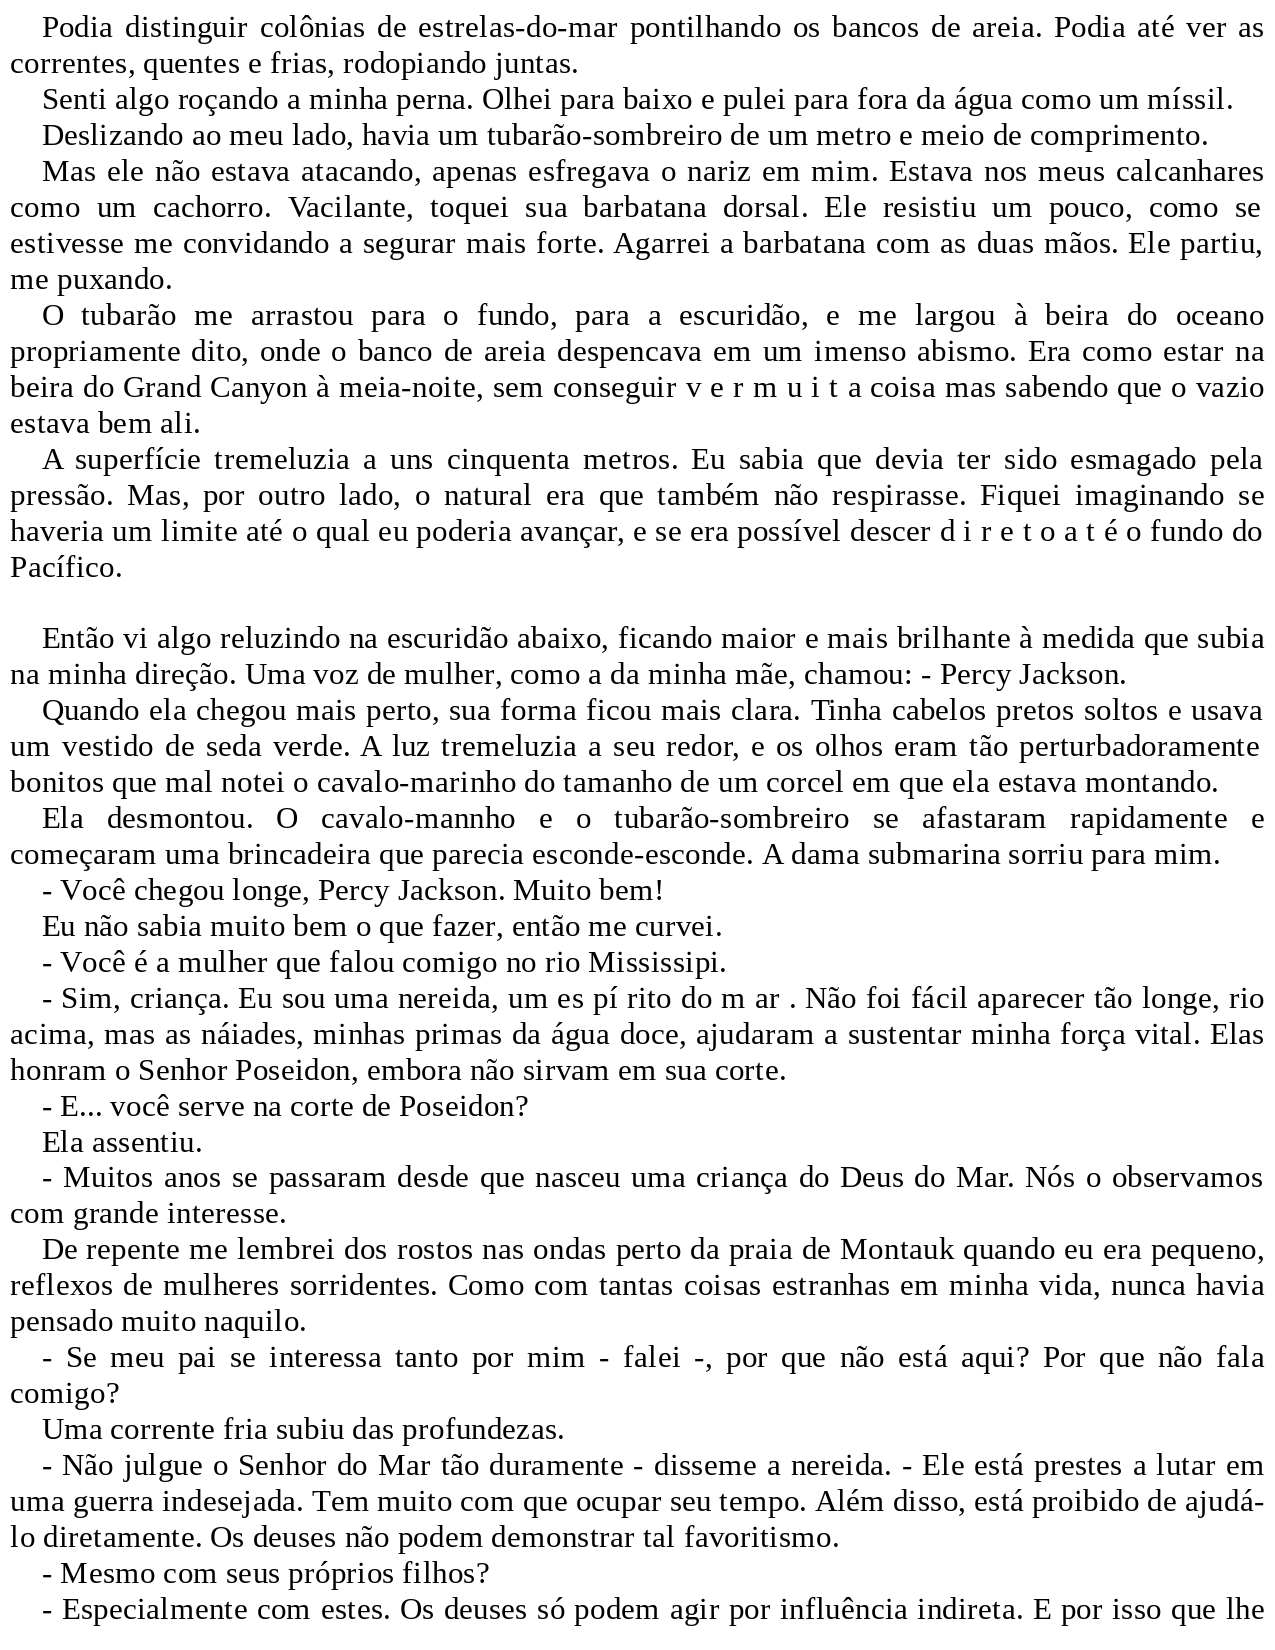 Podia distinguir colônias de estrelas-do-mar pontilhando os bancos de areia. Podia até ver as
correntes, quentes e frias, rodopiando juntas.
Senti algo roçando a minha perna. Olhei para baixo e pulei para fora da água como um míssil.
Deslizando ao meu lado, havia um tubarão-sombreiro de um metro e meio de comprimento.
Mas ele não estava atacando, apenas esfregava o nariz em mim. Estava nos meus calcanhares
como um cachorro. Vacilante, toquei sua barbatana dorsal. Ele resistiu um pouco, como se
estivesse me convidando a segurar mais forte. Agarrei a barbatana com as duas mãos. Ele partiu,
me puxando.
O tubarão me arrastou para o fundo, para a escuridão, e me largou à beira do oceano
propriamente dito, onde o banco de areia despencava em um imenso abismo. Era como estar na
beira do Grand Canyon à meia-noite, sem conseguir v e r m u i t a coisa mas sabendo que o vazio
estava bem ali.
A superfície tremeluzia a uns cinquenta metros. Eu sabia que devia ter sido esmagado pela
pressão. Mas, por outro lado, o natural era que também não respirasse. Fiquei imaginando se
haveria um limite até o qual eu poderia avançar, e se era possível descer d i r e t o a t é o fundo do
Pacífico.
Então vi algo reluzindo na escuridão abaixo, ficando maior e mais brilhante à medida que subia
na minha direção. Uma voz de mulher, como a da minha mãe, chamou: - Percy Jackson.
Quando ela chegou mais perto, sua forma ficou mais clara. Tinha cabelos pretos soltos e usava
um vestido de seda verde. A luz tremeluzia a seu redor, e os olhos eram tão perturbadoramente
bonitos que mal notei o cavalo-marinho do tamanho de um corcel em que ela estava montando.
Ela desmontou. O cavalo-mannho e o tubarão-sombreiro se afastaram rapidamente e
começaram uma brincadeira que parecia esconde-esconde. A dama submarina sorriu para mim.
- Você chegou longe, Percy Jackson. Muito bem!
Eu não sabia muito bem o que fazer, então me curvei.
- Você é a mulher que falou comigo no rio Mississipi.
- Sim, criança. Eu sou uma nereida, um es pí rito do m ar . Não foi fácil aparecer tão longe, rio
acima, mas as náiades, minhas primas da água doce, ajudaram a sustentar minha força vital. Elas
honram o Senhor Poseidon, embora não sirvam em sua corte.
- E... você serve na corte de Poseidon?
Ela assentiu.
- Muitos anos se passaram desde que nasceu uma criança do Deus do Mar. Nós o observamos
com grande interesse.
De repente me lembrei dos rostos nas ondas perto da praia de Montauk quando eu era pequeno,
reflexos de mulheres sorridentes. Como com tantas coisas estranhas em minha vida, nunca havia
pensado muito naquilo.
- Se meu pai se interessa tanto por mim - falei -, por que não está aqui? Por que não fala
comigo?
Uma corrente fria subiu das profundezas.
- Não julgue o Senhor do Mar tão duramente - disseme a nereida. - Ele está prestes a lutar em
uma guerra indesejada. Tem muito com que ocupar seu tempo. Além disso, está proibido de ajudá-
lo diretamente. Os deuses não podem demonstrar tal favoritismo.
- Mesmo com seus próprios filhos?
- Especialmente com estes. Os deuses só podem agir por influência indireta. E por isso que lhe